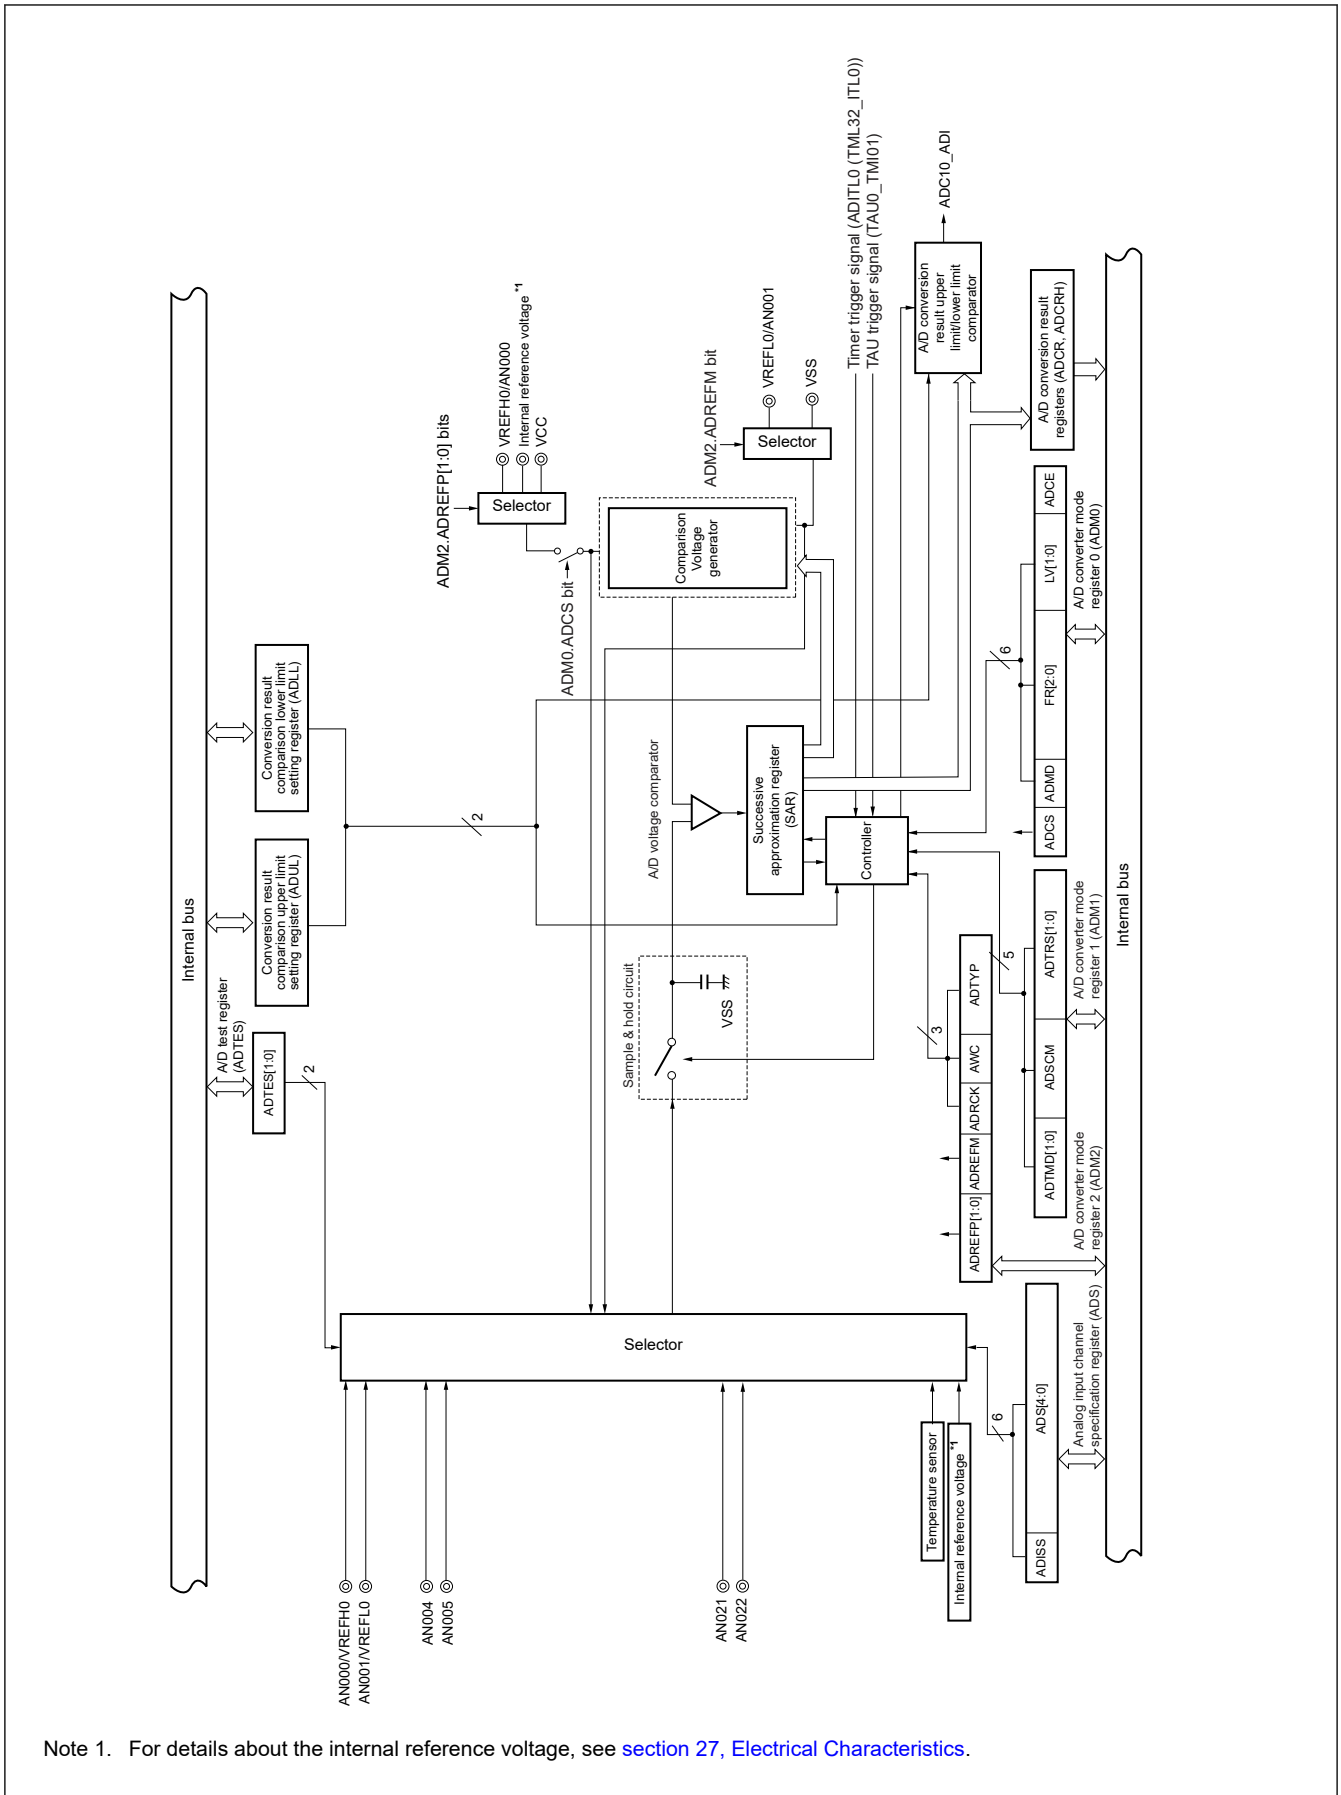 Internal bus
A/D test register
(ADTES)
ADTES[1:0]
2
Conversion result
comparison upper limit
setting register (ADUL)
Conversion result
comparison lower limit
setting register (ADLL)
2
ADM2.ADREFP[1:0] bits
Selector
VREFH0/AN000
Internal reference voltage *1
VCC
ADM0.ADCS bit
Comparison
Voltage
generator
ADM2.ADREFM bit
Selector
VREFL0/AN001
VSS
Timer trigger signal (ADITL0 (TML32_ITL0))
TAU trigger signal (TAU0_TMI01)
A/D conversion
result upper
limit/lower limit
comparator
ADC10_ADI
A/D conversion result
registers (ADCR, ADCRH)
A/D voltage comparator
Successive
approximation register
(SAR)
Controller
Sample & hold circuit
VSS
Selector
AN000/VREFH0
AN001/VREFL0
AN004
AN005
AN021
AN022
Temperature sensor
Internal reference voltage *1
6
ADISS
ADS[4:0]
Analog input channel
specification register (ADS)
3
ADREFP[1:0]
ADREFM
ADRCK
AWC
ADTYP
A/D converter mode
register 2 (ADM2)
5
ADTMD[1:0]
ADSCM
ADTRS[1:0]
A/D converter mode
register 1 (ADM1)
6
ADCS
ADMD
FR[2:0]
LV[1:0]
ADCE
A/D converter mode
register 0 (ADM0)
Internal bus
Note 1. For details about the internal reference voltage, see section 27, Electrical Characteristics.